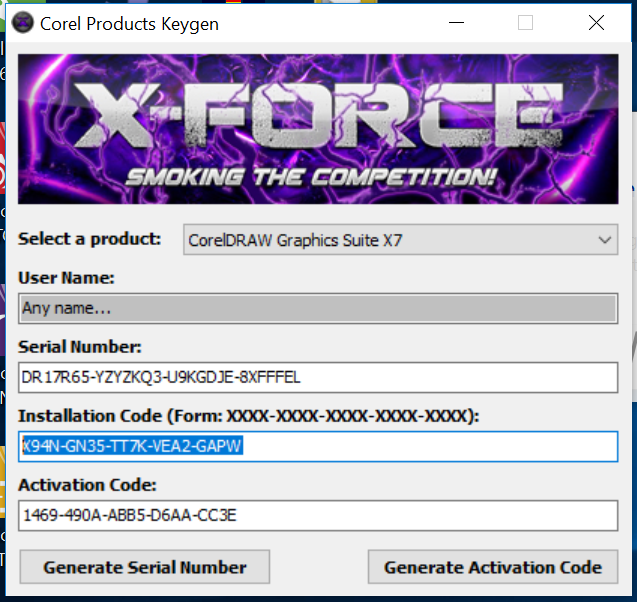 Corel Products Keygen
X-FORCE
SMOKING THE COMPETITION!
Select a product: CorelDRAW Graphics Suite X7
User Name:
Any name...
Serial Number:
DR17R65-YZYZKQ3-U9KGDJE-8XFFFEL
Installation Code (Form: XXXX-XXXX-XXXX-XXXX-XXXX):
X94N-GN35-TT7K-VEA2-GAPW
Activation Code:
1469-490A-ABB5-D6AA-CC3E
Generate Serial Number Generate Activation Code